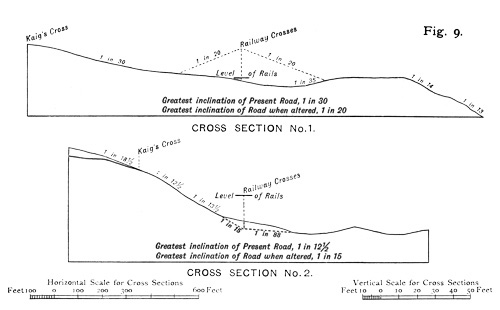 Fig. 9.
Kaig's Cross
Railway Crosses
1 in 30
1 in 20
1 in 20
Level of Rails
1 in 35
1 in 14
1 in 13
Greatest inclination of Present Road, 1 in 30
Greatest inclination of Road when altered, 1 in 20
CROSS SECTION No.1.
Kaig's Cross
Railway Crosses
1 in 18½
1 in 12½
1 in 13½
Level of Rails
1 in 15
Greatest inclination of Present Road, 1 in 12½
Greatest inclination of Road when altered, 1 in 15
CROSS SECTION No.2.
Horizontal Scale for Cross Sections
Feet 100 0 100 200 300 600 Feet
Vertical Scale for Cross Sections
Feet 10 0 10 20 30 40 50 Feet